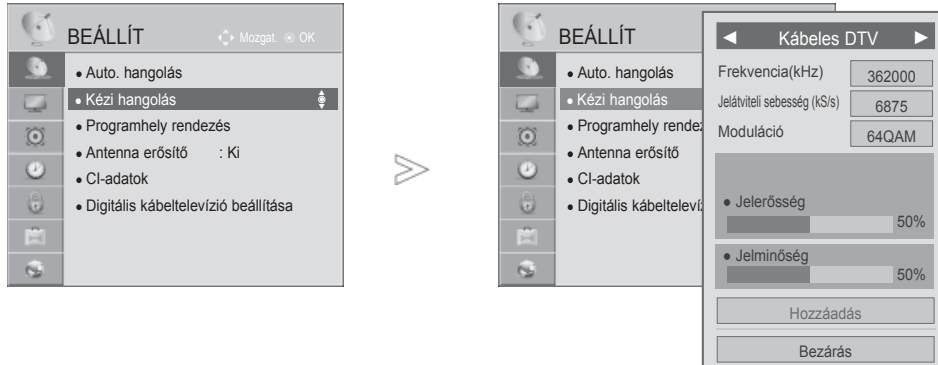 BEÁLLÍT Mozgat. OK
• Auto. hangolás
• Kézi hangolás
• Programhely rendezés
• Antenna erősítő : Ki
• CI-adatok
• Digitális kábeltelevízió beállítása
BEÁLLÍT
• Auto. hangolás
• Kézi hangolás
• Programhely rendez
• Antenna erősítő
• CI-adatok
• Digitális kábeltelevíz
◄ Kábeles DTV ►
Frekvencia(kHz) 362000
Jelátviteli sebesség (kS/s) 6875
Moduláció 64QAM
• Jelerősség
50%
• Jelminőség
50%
Hozzáadás
Bezárás